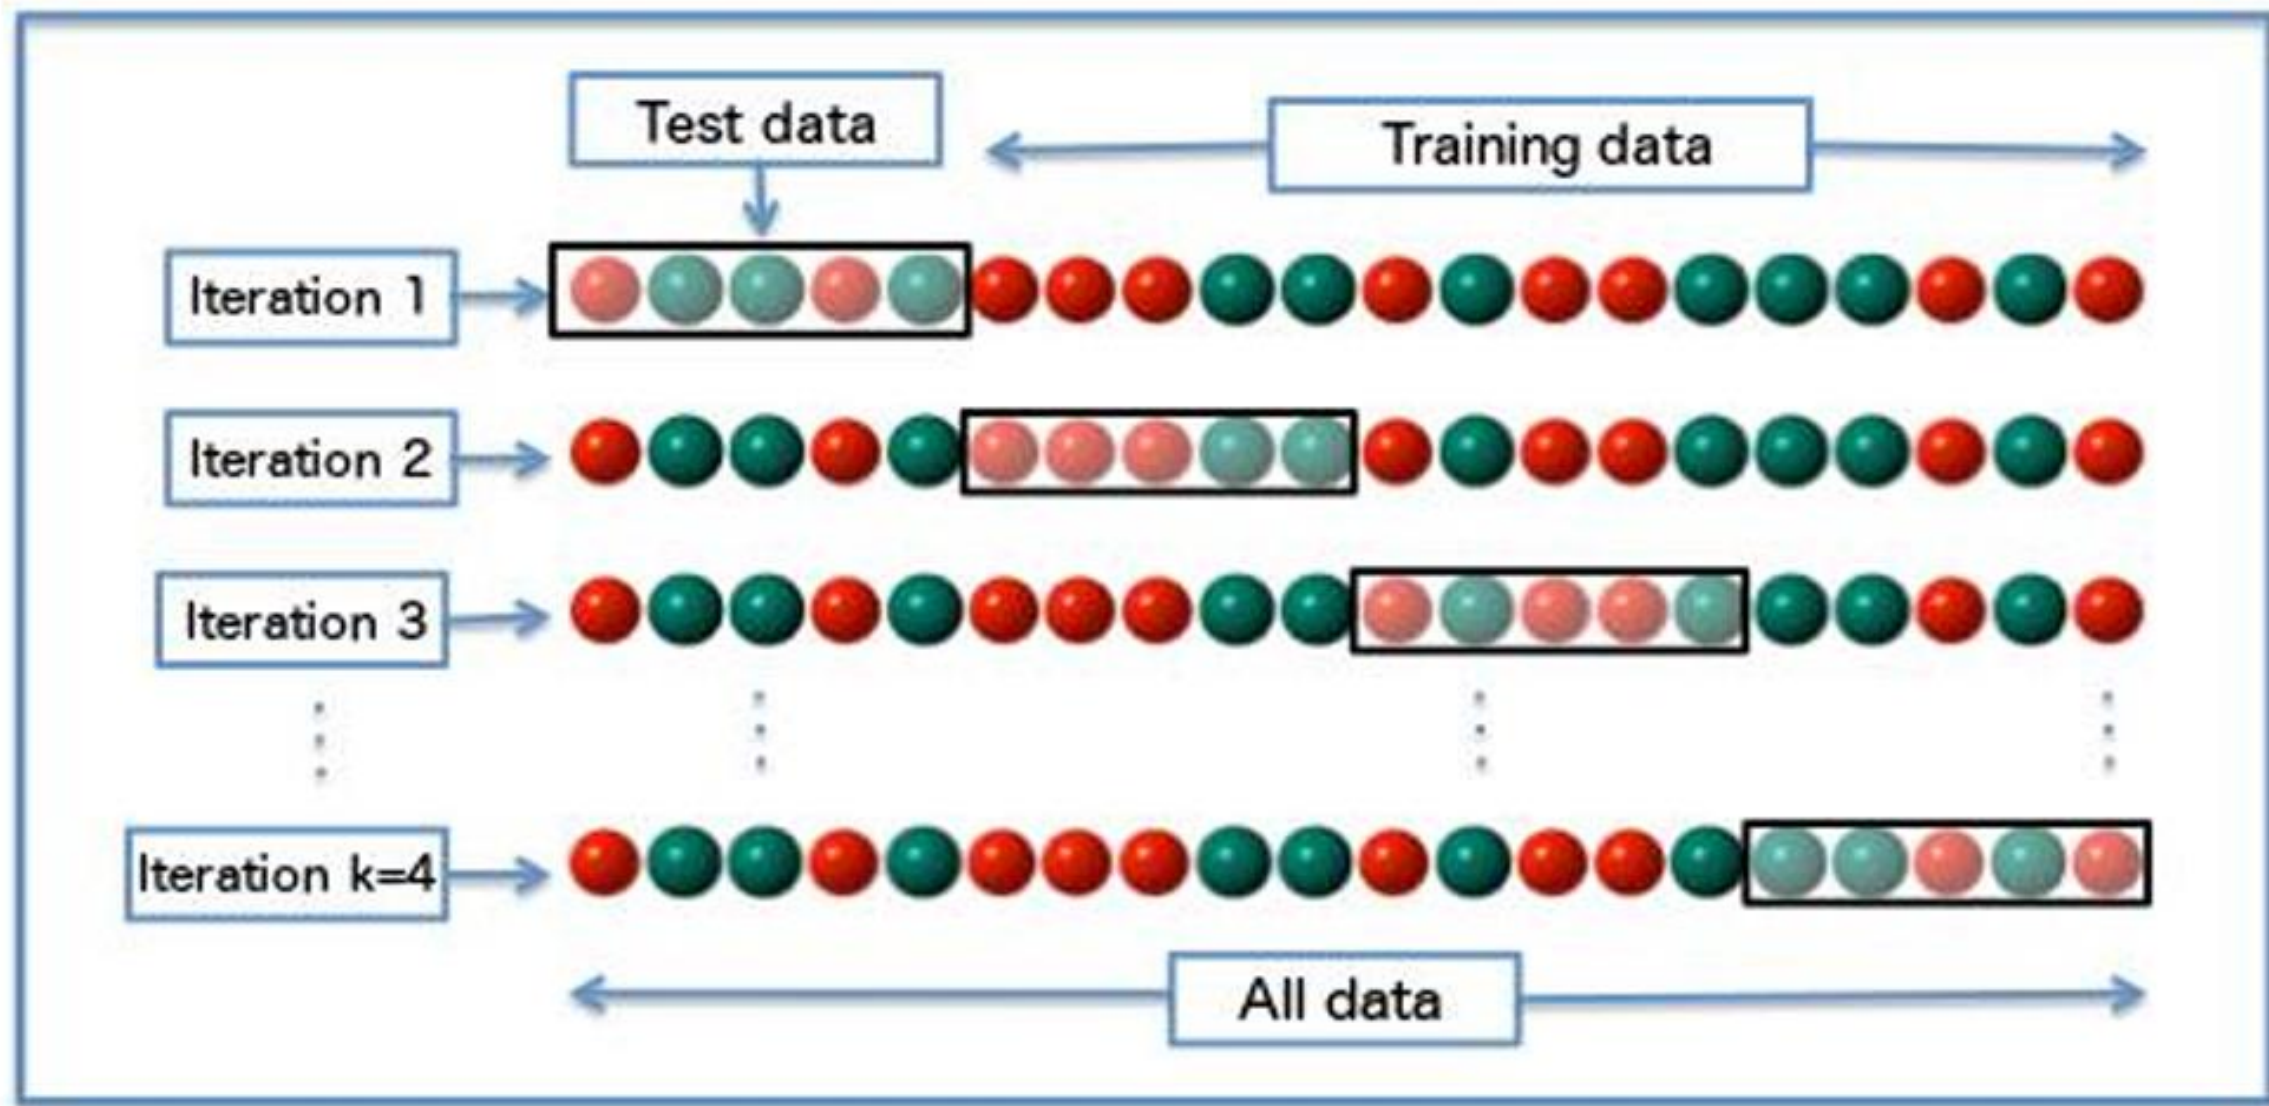 Test data
Training data
Iteration 1
Iteration 2
Iteration 3
Iteration k=4
All data